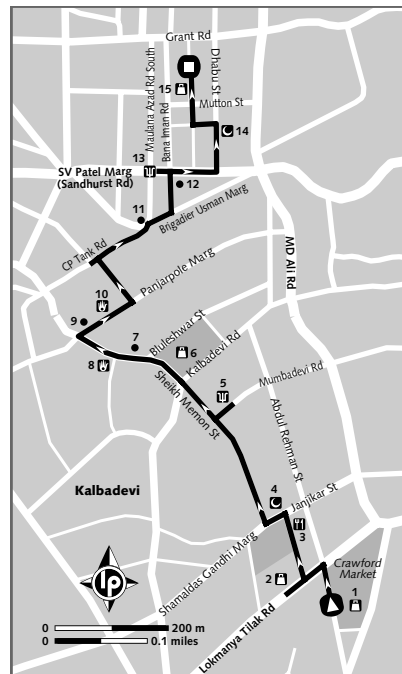 Grant Rd
Maulana Azad Rd South
Bana Iman Rd
Dhabu St
15
Mutton St
14
13
SV Patel Marg
(Sandhurst Rd)
12
11
Brigadier Usman Marg
CP Tank Rd
MD Ali Rd
Panjarpole Marg
10
9
7
Bluleshwar St
6
Kalbadevi Rd
8
5
Mumbadevi Rd
Sheikh Memon St
Abdul Rehman St
Kalbadevi
4
Janjikar St
3
Shamaldas Gandhi Marg
Crawford
Market
2
1
lp
Lokmanya Tilak Rd
0 200 m
0 0.1 miles